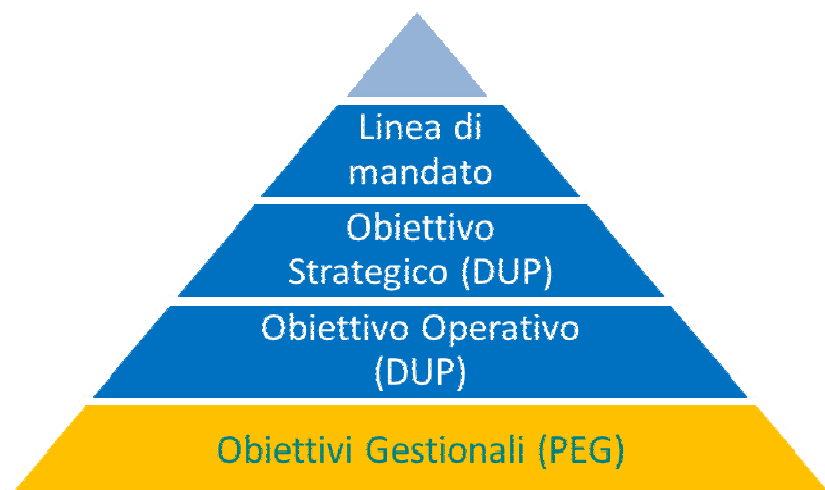 Linea di
mandato
Obiettivo
Strategico (DUP)
Obiettivo Operativo
(DUP)
Obiettivi Gestionali (PEG)